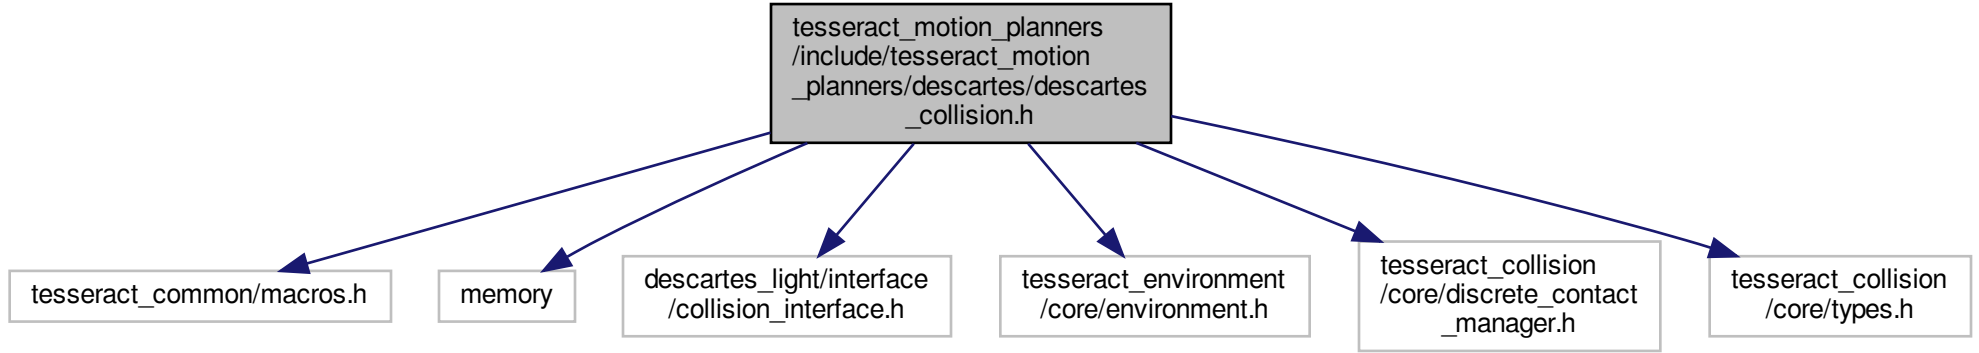 tesseract_motion_planners
/include/tesseract_motion
_planners/descartes/descartes
_collision.h
tesseract_common/macros.h
memory
descartes_light/interface
/collision_interface.h
tesseract_environment
/core/environment.h
tesseract_collision
/core/discrete_contact
_manager.h
tesseract_collision
/core/types.h